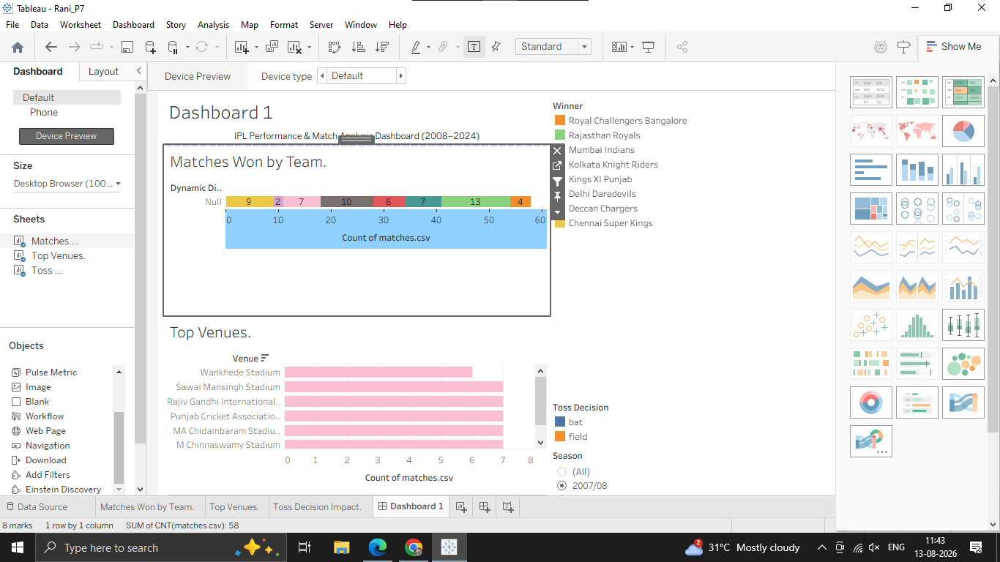 Tableau - Rani_P7
File Data Worksheet Dashboard Story Analysis Map Format Server Window Help
Standard
Show Me
Dashboard Layout
Device Preview Device type Default
Default
Phone
Device Preview
Size
Desktop Browser (100...
Sheets
Matches ...
Top Venues.
Toss ...
Objects
Pulse Metric
Image
Blank
Workflow
Web Page
Navigation
Download
Add Filters
Einstein Discovery
Dashboard 1
IPL Performance & Match Analysis Dashboard (2008–2024)
Matches Won by Team.
Dynamic Di..
Null 9 2 7 10 6 7 13 4
0 10 20 30 40 50 60
Count of matches.csv
Top Venues.
Venue
Wankhede Stadium
Sawai Mansingh Stadium
Rajiv Gandhi International..
Punjab Cricket Associatio..
MA Chidambaram Stadiu..
M Chinnaswamy Stadium
0 1 2 3 4 5 6 7 8
Count of matches.csv
Winner
Royal Challengers Bangalore
Rajasthan Royals
Mumbai Indians
Kolkata Knight Riders
Kings XI Punjab
Delhi Daredevils
Deccan Chargers
Chennai Super Kings
Toss Decision
bat
field
Season
(All)
2007/08
Data Source Matches Won by Team. Top Venues. Toss Decision Impact. Dashboard 1
8 marks 1 row by 1 column SUM of CNT(matches.csv): 58
Type here to search
2
31°C Mostly cloudy
ENG
11:43
13-08-2026